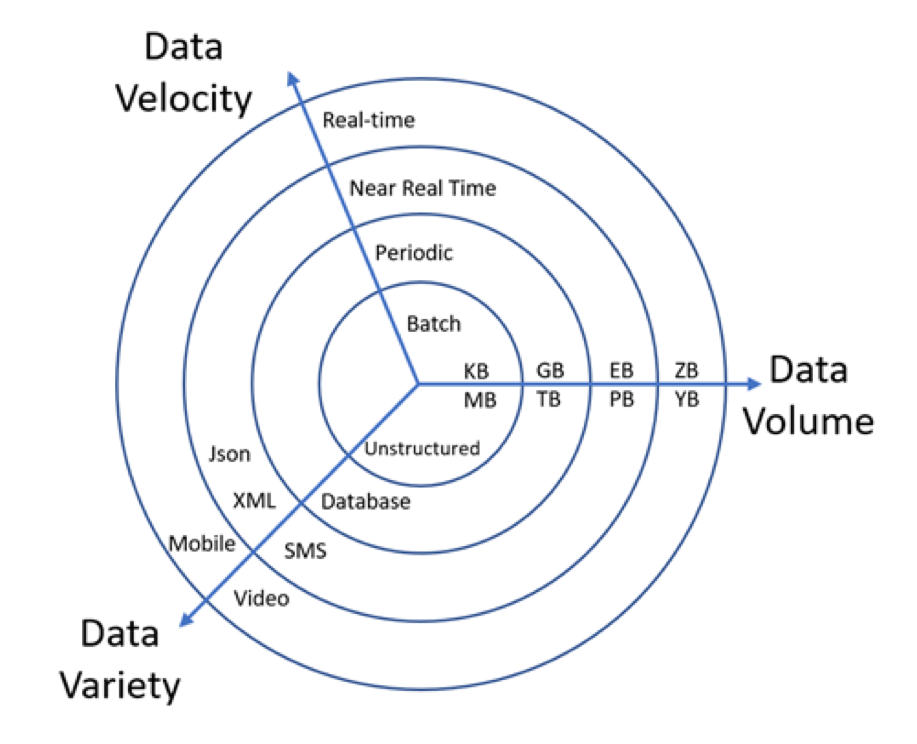 Data
Velocity
Real-time
Near Real Time
Periodic
Batch
KB GB EB ZB
MB TB PB YB
Data
Volume
Unstructured
Json
XML Database
Mobile SMS
Video
Data
Variety